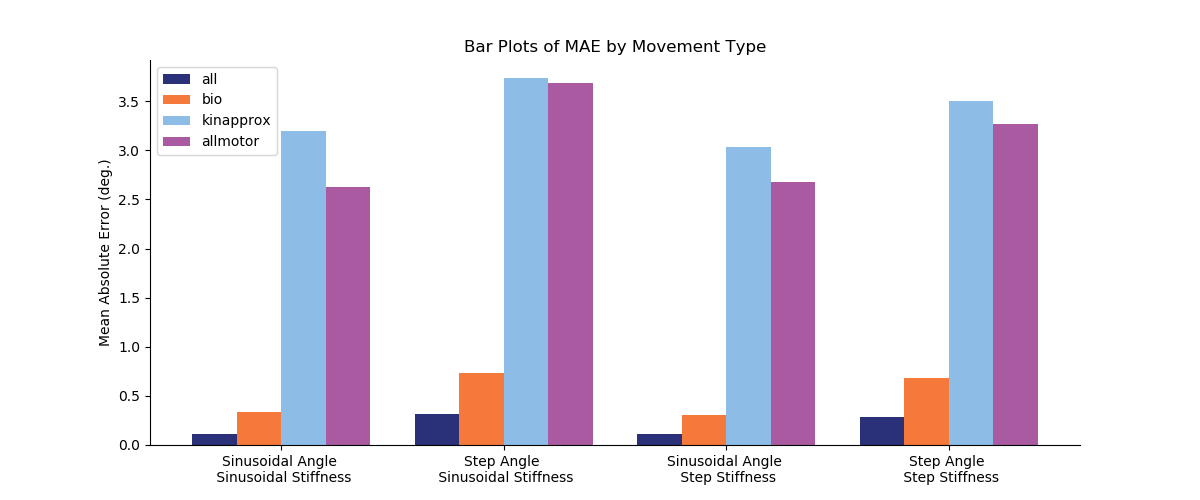 Bar Plots of MAE by Movement Type
all
bio
kinapprox
allmotor
Mean Absolute Error (deg.)
3.5
3.0
2.5
2.0
1.5
1.0
0.5
0.0
Sinusoidal Angle
Sinusoidal Stiffness
Step Angle
Sinusoidal Stiffness
Sinusoidal Angle
Step Stiffness
Step Angle
Step Stiffness